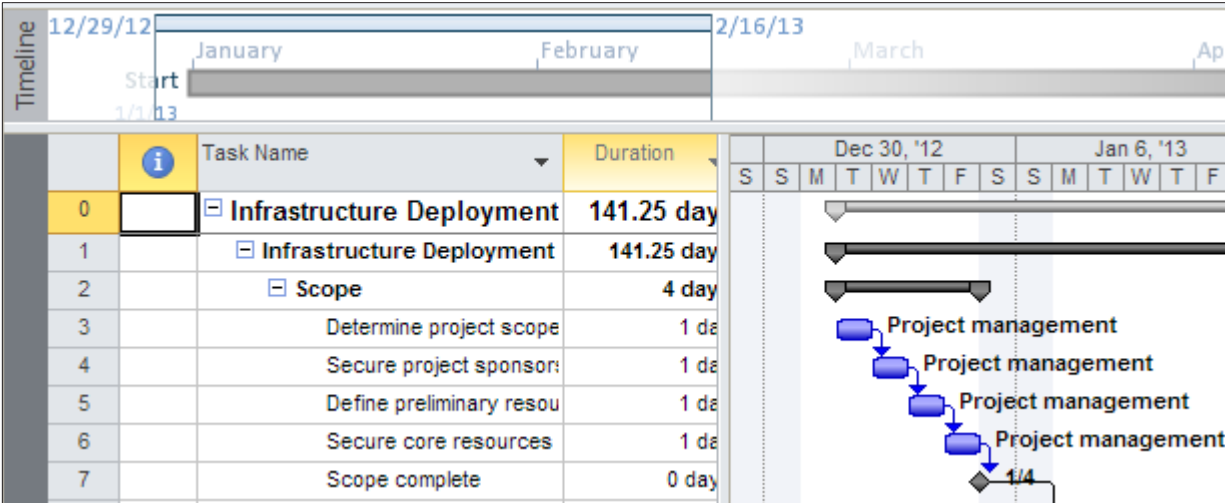 Timeline
12/29/12 2/16/13
January February March Ap
Start
1/1/13
Task Name Duration Dec 30, '12 Jan 6, '13
S S M T W T F S S M T W T F
0 Infrastructure Deployment 141.25 day
1 Infrastructure Deployment 141.25 day
2 Scope 4 day
3 Determine project scope 1 da Project management
4 Secure project sponsors 1 da Project management
5 Define preliminary resou 1 da Project management
6 Secure core resources 1 da Project management
7 Scope complete 0 day 1/4